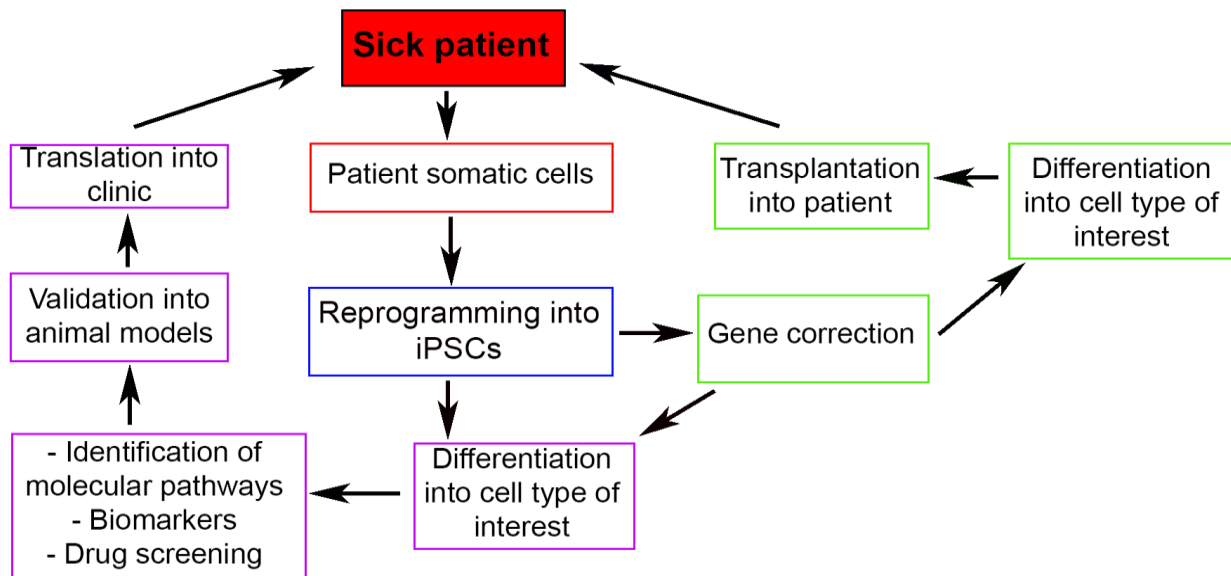 Sick patient
Patient somatic cells
Reprogramming into
iPSCs
Gene correction
Differentiation
into cell type of
interest
Transplantation
into patient
Differentiation
into cell type of
interest
- Identification of
molecular pathways
- Biomarkers
- Drug screening
Validation into
animal models
Translation into
clinic